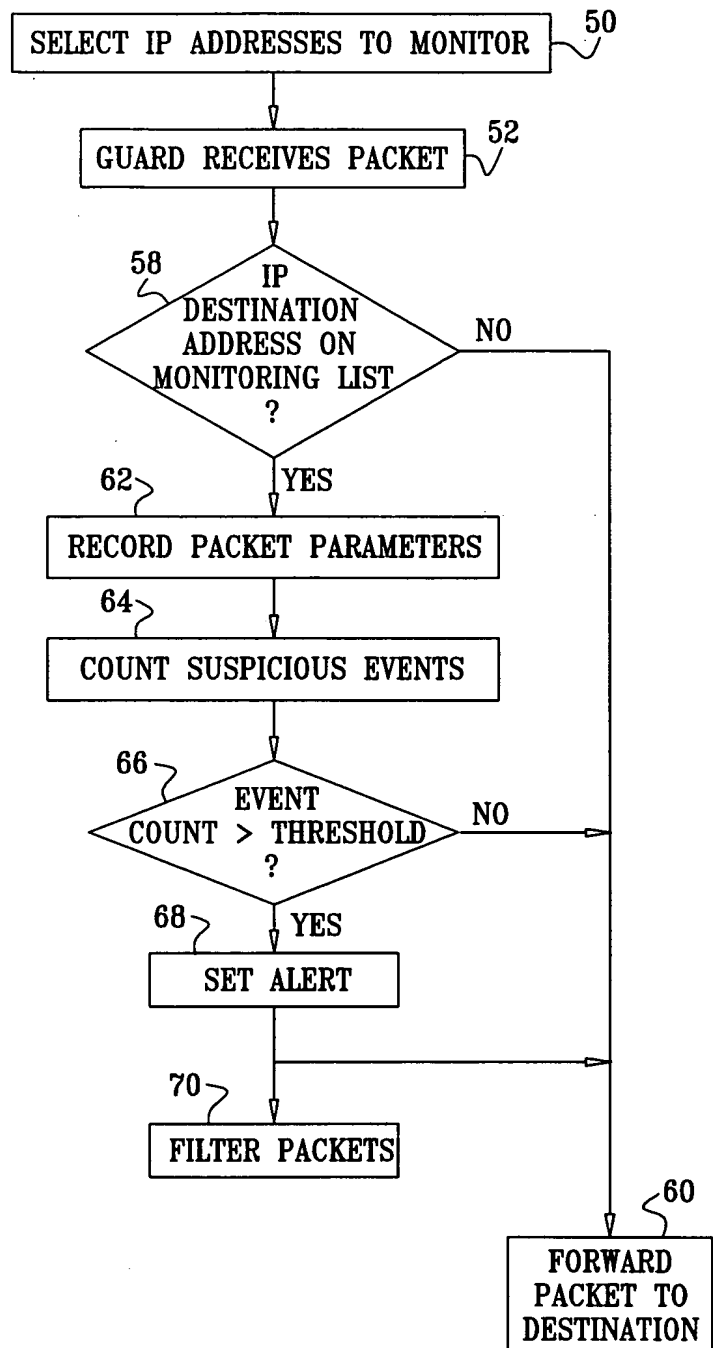 SELECT IP ADDRESSES TO MONITOR
50
GUARD RECEIVES PACKET
52
58
IP
DESTINATION
ADDRESS ON
MONITORING LIST
?
NO
YES
62
RECORD PACKET PARAMETERS
64
COUNT SUSPICIOUS EVENTS
66
EVENT
COUNT > THRESHOLD
?
NO
YES
68
SET ALERT
70
FILTER PACKETS
60
FORWARD
PACKET TO
DESTINATION